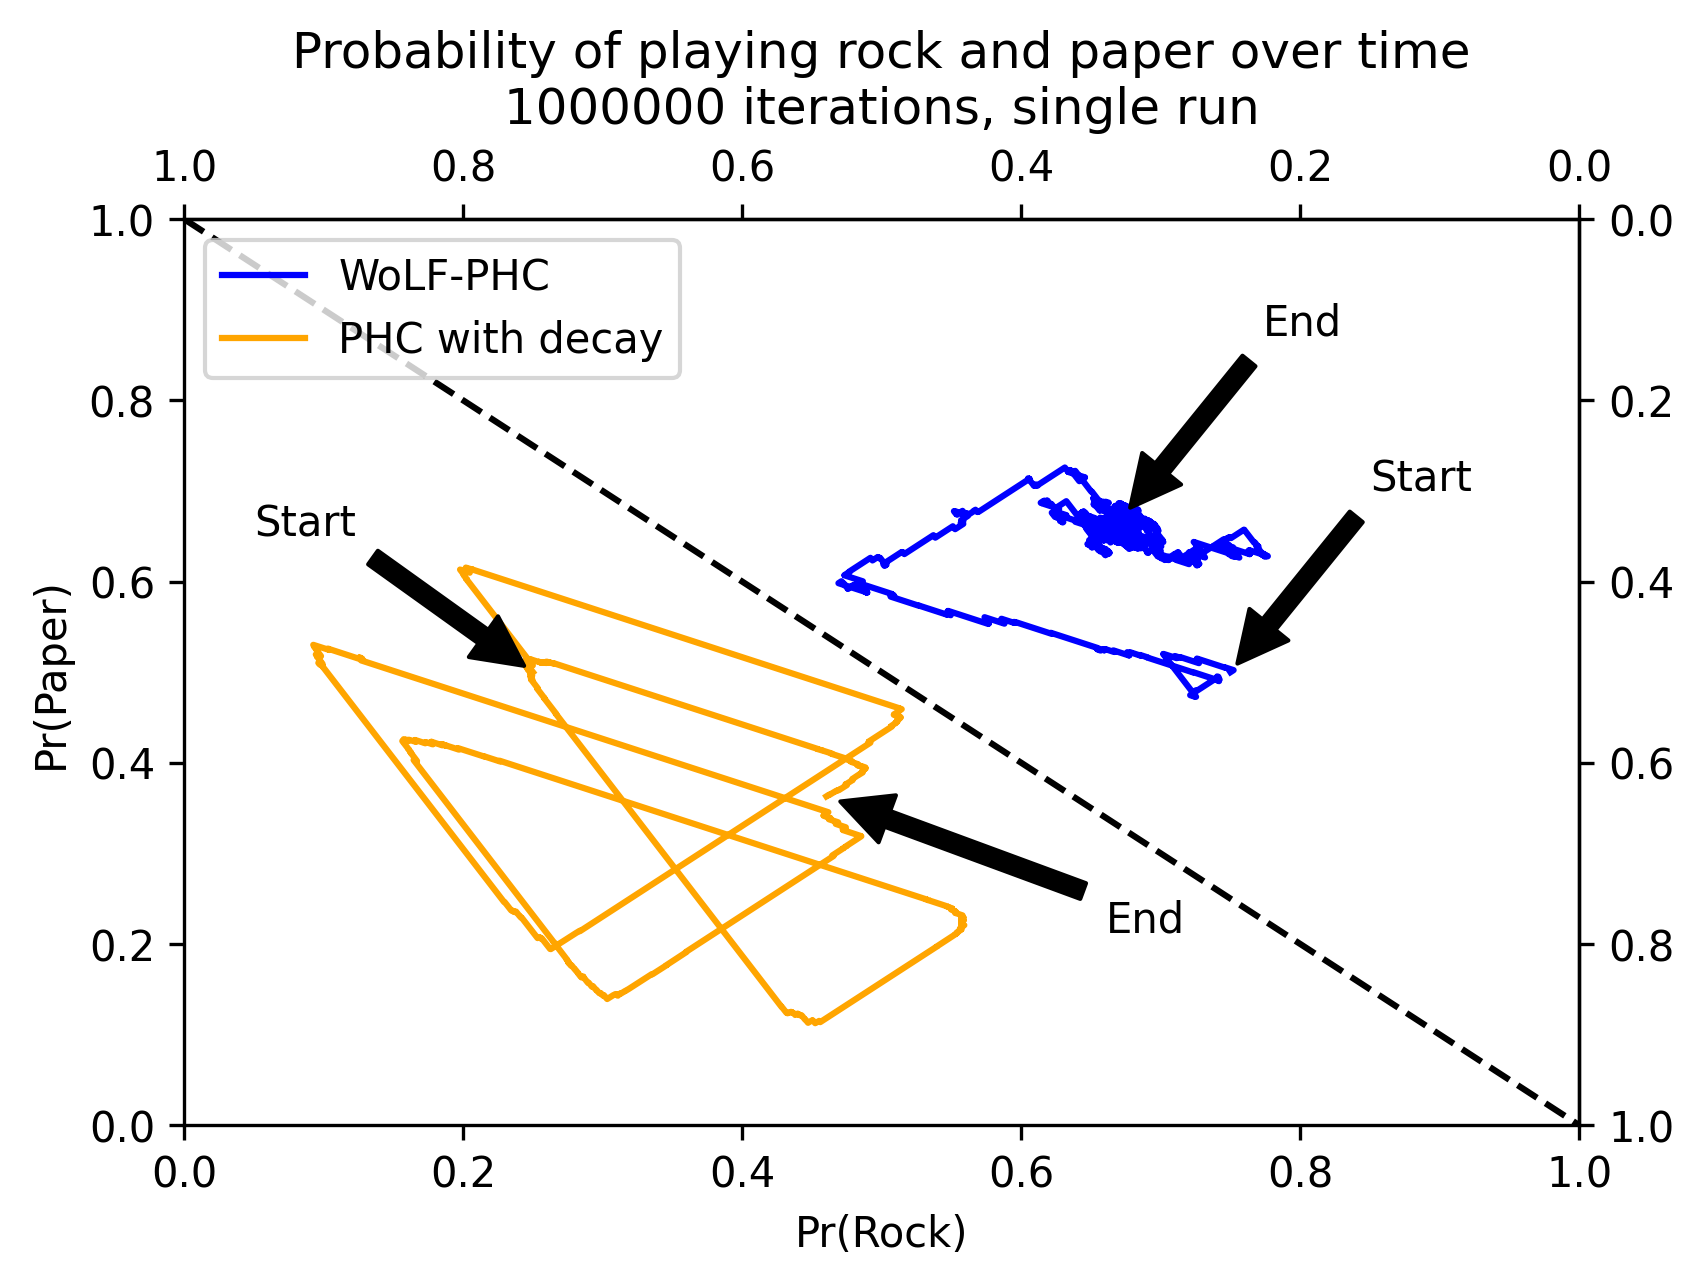 Probability of playing rock and paper over time
1000000 iterations, single run
1.0 0.8 0.6 0.4 0.2 0.0
1.0 0.0
WoLF-PHC
PHC with decay
End
0.8 0.2
Start
Start
0.6 0.4
Pr(Paper)
0.4 0.6
End
0.2 0.8
0.0 1.0
0.0 0.2 0.4 0.6 0.8 1.0
Pr(Rock)